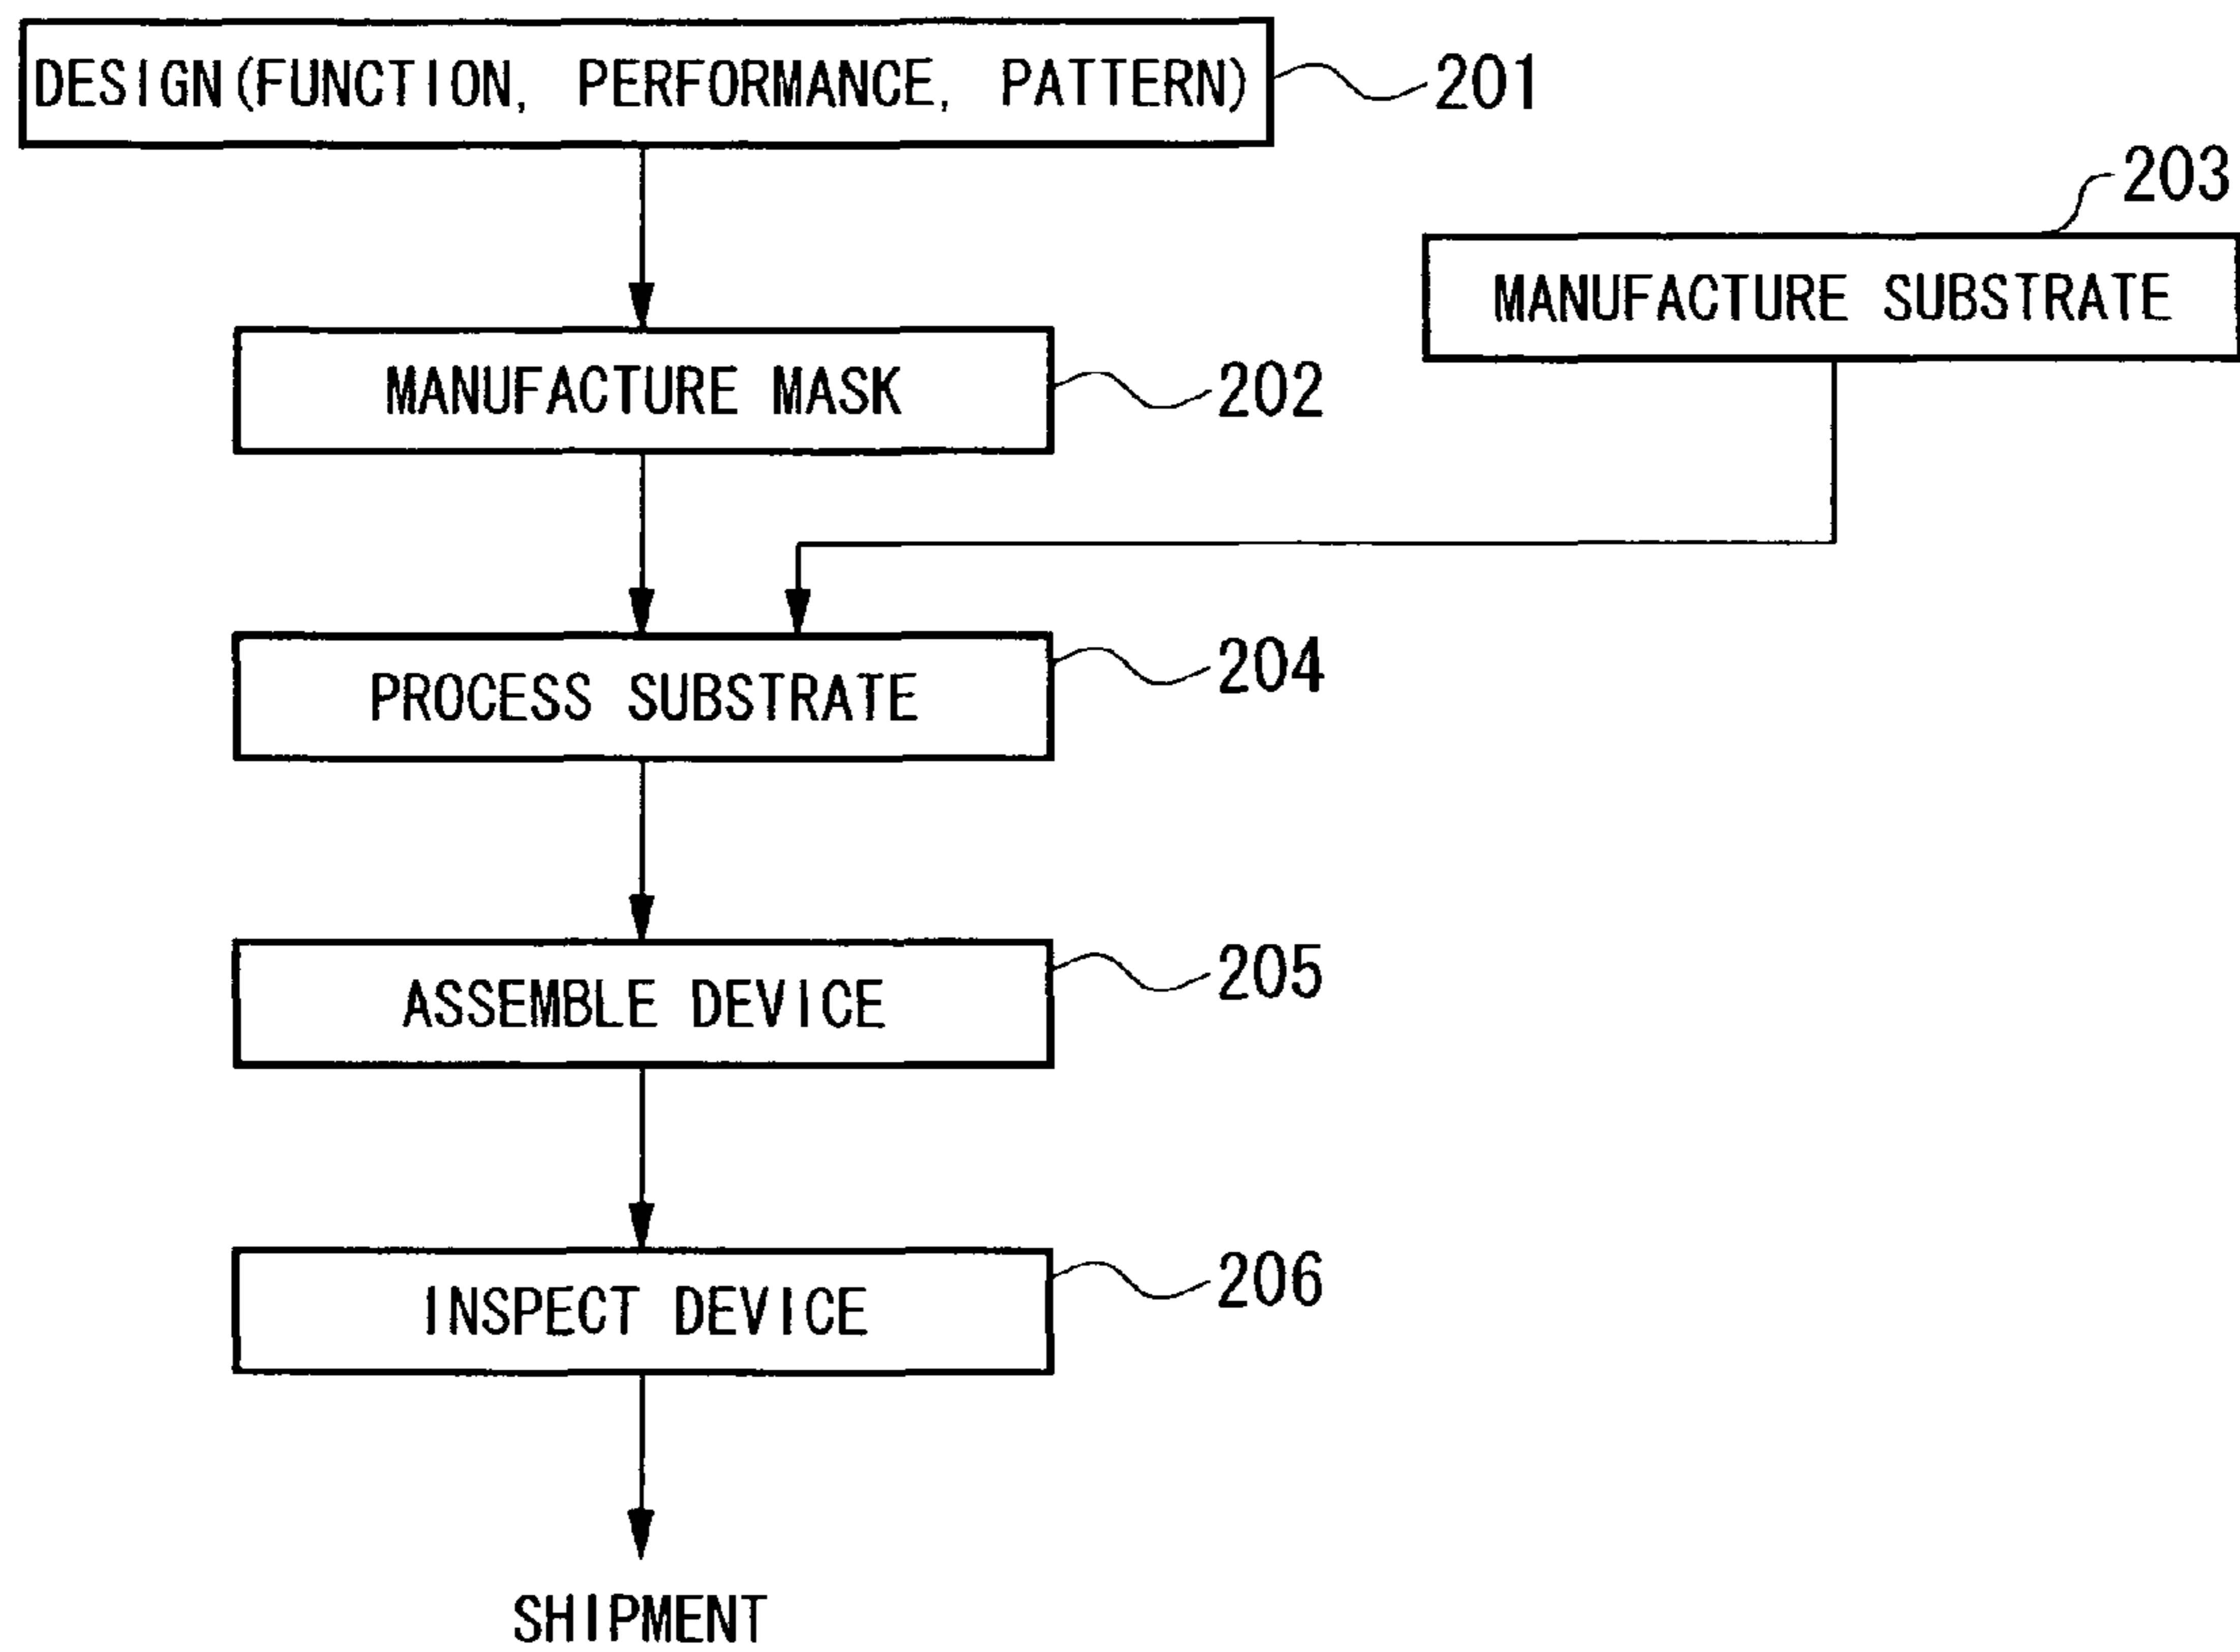 DESIGN(FUNCTION, PERFORMANCE, PATTERN)
201
203
MANUFACTURE SUBSTRATE
MANUFACTURE MASK
202
PROCESS SUBSTRATE
204
ASSEMBLE DEVICE
205
INSPECT DEVICE
206
SHIPMENT